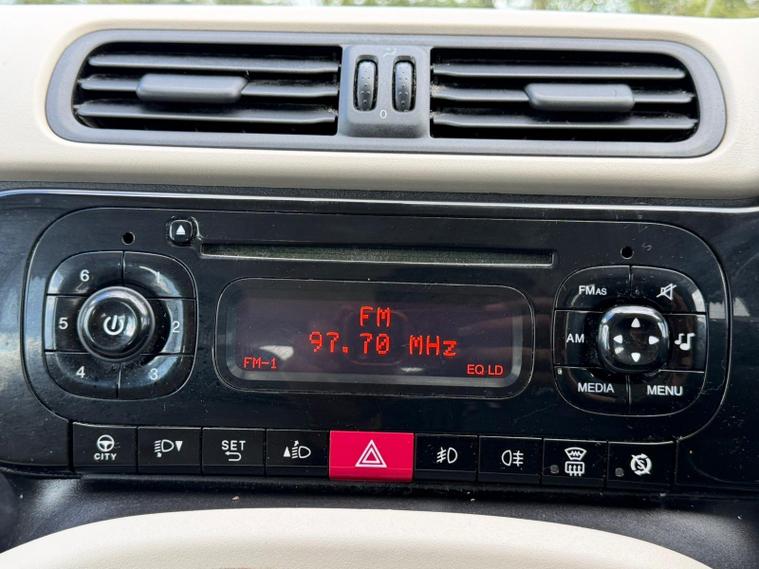 0
6 1
5 2
4 3
FM
97.70 MHz
FM-1 EQ LD
FMAS
AM
MEDIA MENU
CITY SET